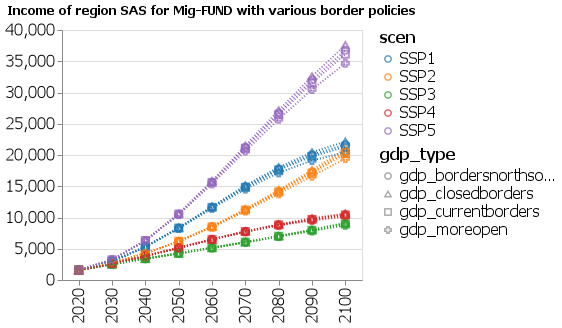 Income of region SAS for Mig-FUND with various border policies
40,000
35,000
30,000
25,000
20,000
15,000
10,000
5,000
0
2020
2030
2040
2050
2060
2070
2080
2090
2100
scen
SSP1
SSP2
SSP3
SSP4
SSP5
gdp_type
gdp_bordersnorthso...
gdp_closedborders
gdp_currentborders
gdp_moreopen